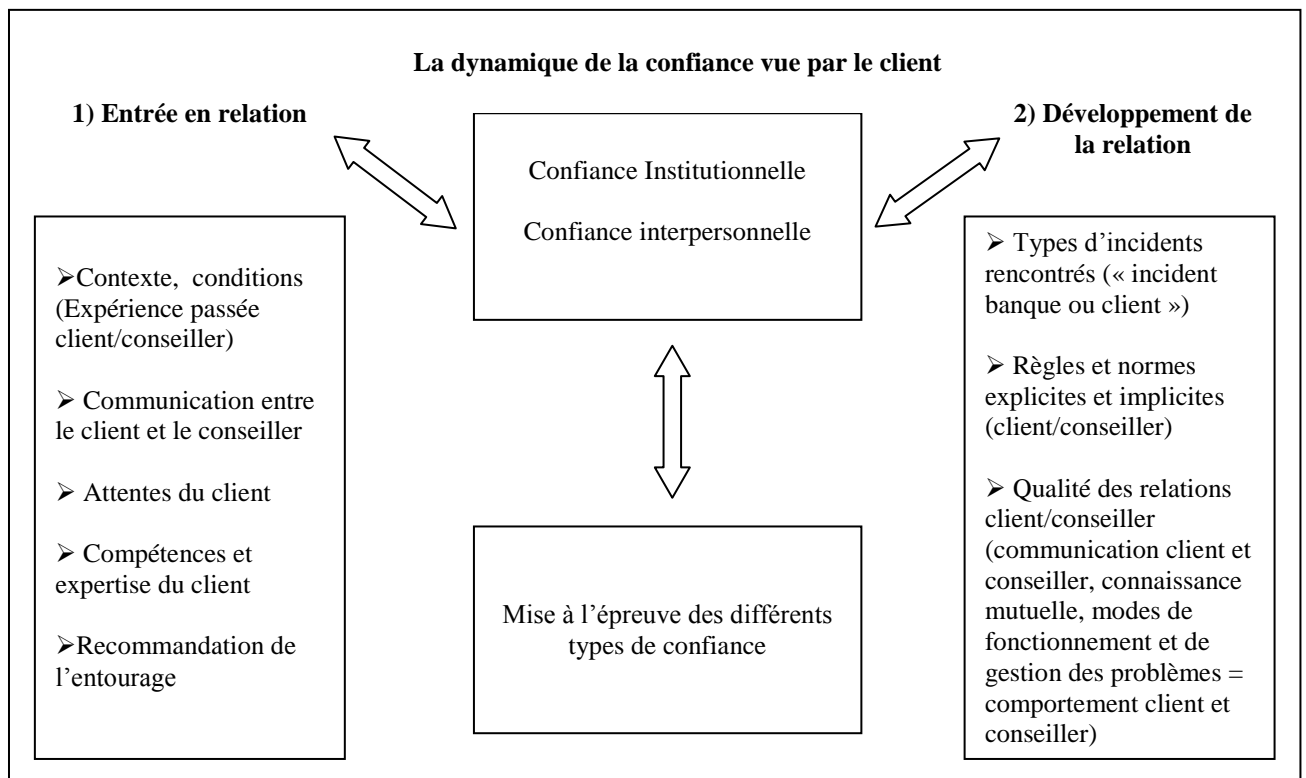 La dynamique de la confiance vue par le client
1) Entrée en relation
➢Contexte, conditions
(Expérience passée
client/conseiller)
➢ Communication entre
le client et le conseiller
➢ Attentes du client
➢ Compétences et
expertise du client
➢Recommandation de
l’entourage
Confiance Institutionnelle
Confiance interpersonnelle
Mise à l’épreuve des différents
types de confiance
2) Développement de
la relation
➢ Types d’incidents
rencontrés (« incident
banque ou client »)
➢ Règles et normes
explicites et implicites
(client/conseiller)
➢ Qualité des relations
client/conseiller
(communication client et
conseiller, connaissance
mutuelle, modes de
fonctionnement et de
gestion des problèmes =
comportement client et
conseiller)